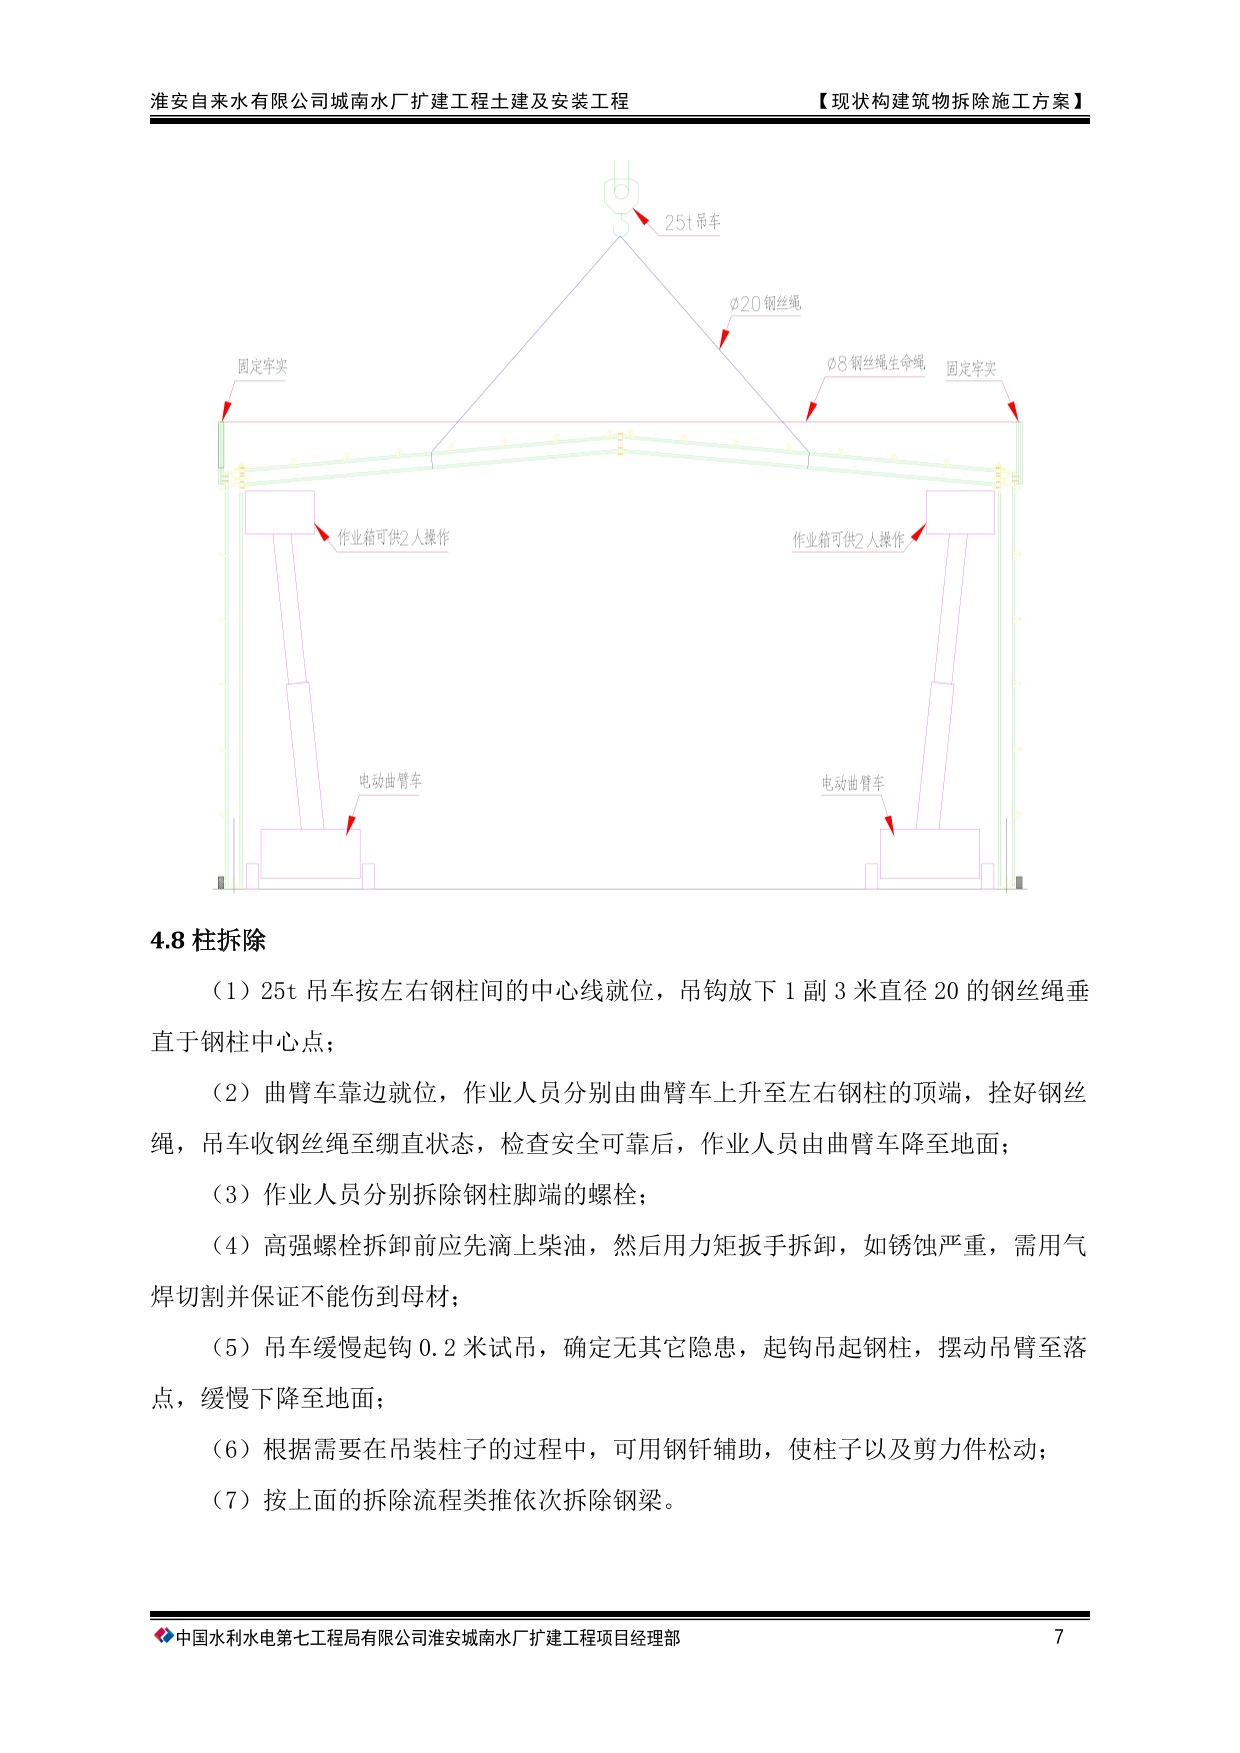 淮安自来水有限公司城南水厂扩建工程土建及安装工程 【现状构建筑物拆除施工方案】
25t吊车
ø20钢丝绳
固定牢实
ø8钢丝绳生命绳
固定牢实
作业箱可供2人操作
作业箱可供2人操作
电动曲臂车
电动曲臂车
4.8 柱拆除
（1）25t 吊车按左右钢柱间的中心线就位，吊钩放下 1 副 3 米直径 20 的钢丝绳垂
直于钢柱中心点；
（2）曲臂车靠边就位，作业人员分别由曲臂车上升至左右钢柱的顶端，拴好钢丝
绳，吊车收钢丝绳至绷直状态，检查安全可靠后，作业人员由曲臂车降至地面；
（3）作业人员分别拆除钢柱脚端的螺栓；
（4）高强螺栓拆卸前应先滴上柴油，然后用力矩扳手拆卸，如锈蚀严重，需用气
焊切割并保证不能伤到母材；
（5）吊车缓慢起钩 0.2 米试吊，确定无其它隐患，起钩吊起钢柱，摆动吊臂至落
点，缓慢下降至地面；
（6）根据需要在吊装柱子的过程中，可用钢钎辅助，使柱子以及剪力件松动；
（7）按上面的拆除流程类推依次拆除钢梁。
中国水利水电第七工程局有限公司淮安城南水厂扩建工程项目经理部 7